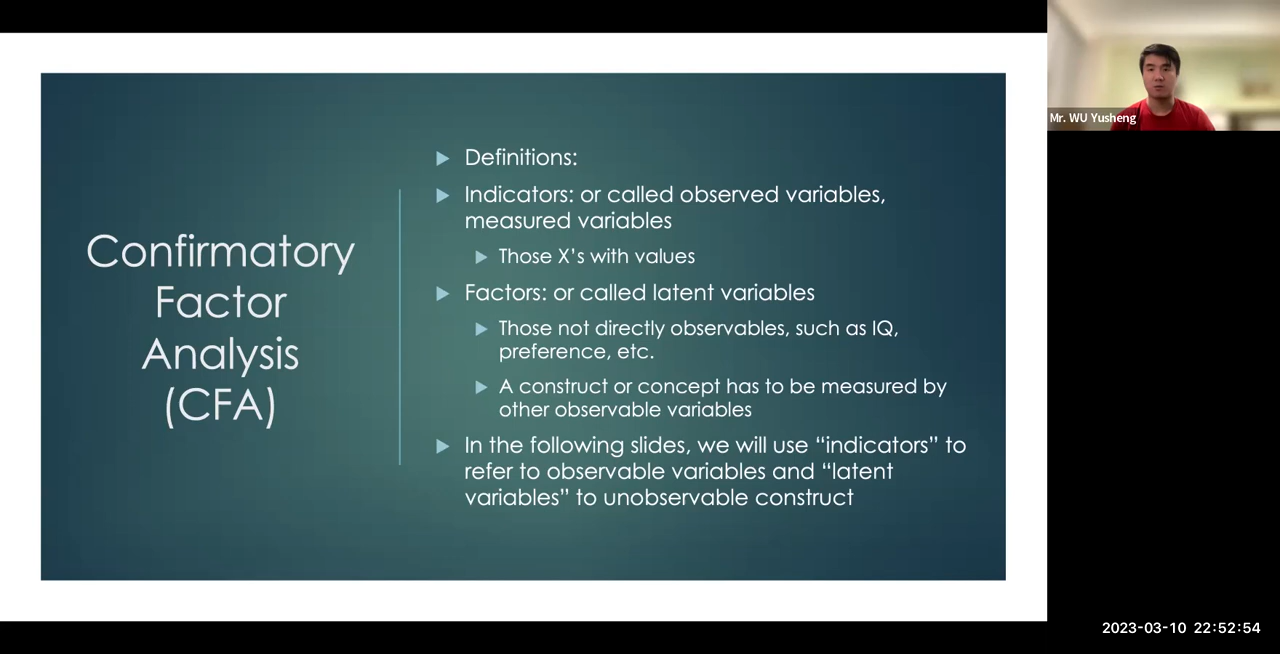 Confirmatory
Factor
Analysis
(CFA)
Definitions:
Indicators: or called observed variables,
measured variables
Those X’s with values
Factors: or called latent variables
Those not directly observables, such as IQ,
preference, etc.
A construct or concept has to be measured by
other observable variables
In the following slides, we will use “indicators” to
refer to observable variables and “latent
variables” to unobservable construct
Mr. WU Yusheng
2023-03-10 22:52:54